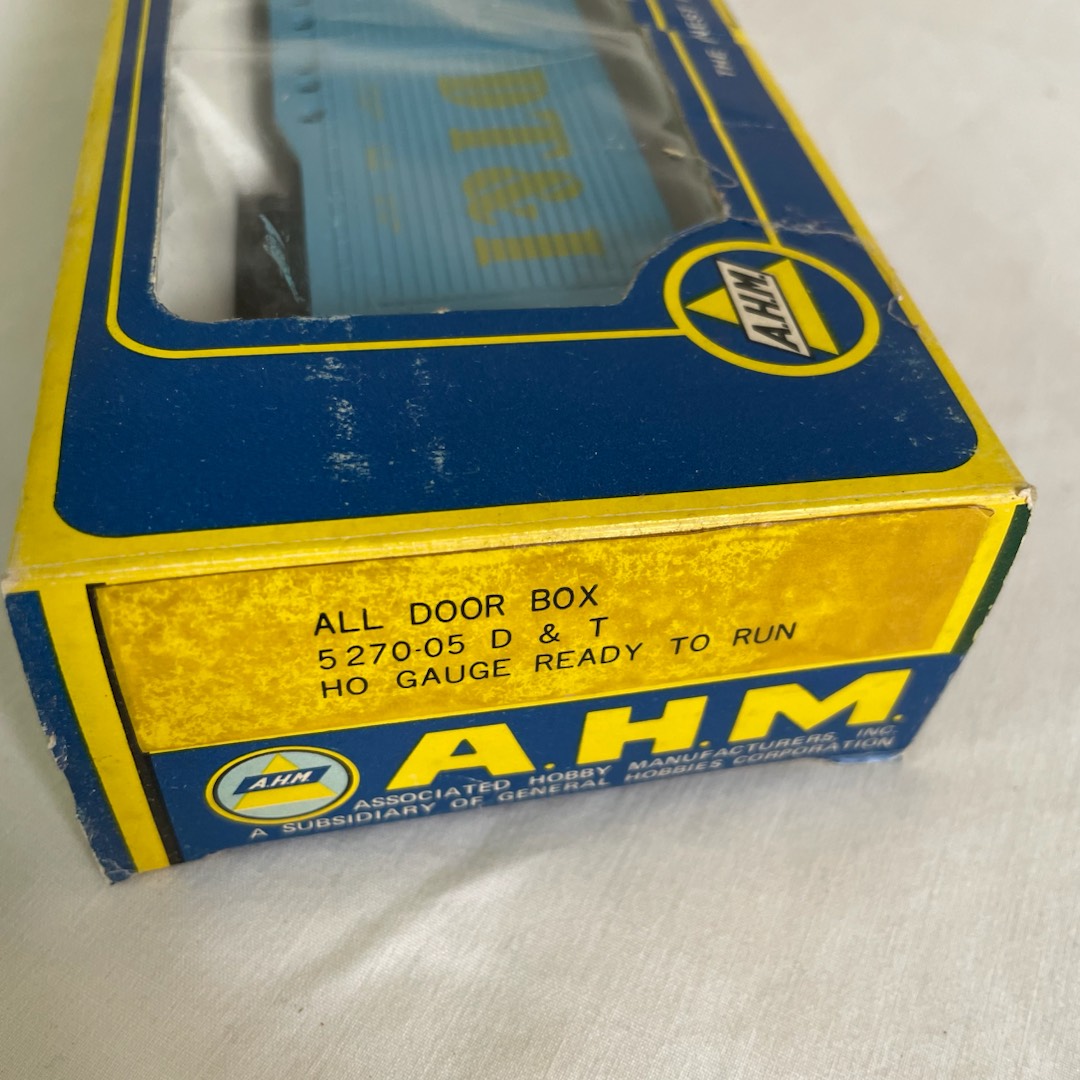 THE
DT&I
A.H.M.
ALL DOOR BOX
5270-05 D & T
HO GAUGE READY TO RUN
A.H.M.
A.H.M.
ASSOCIATED HOBBY MANUFACTURERS, INC.
A SUBSIDIARY OF GENERAL HOBBIES CORPORATION